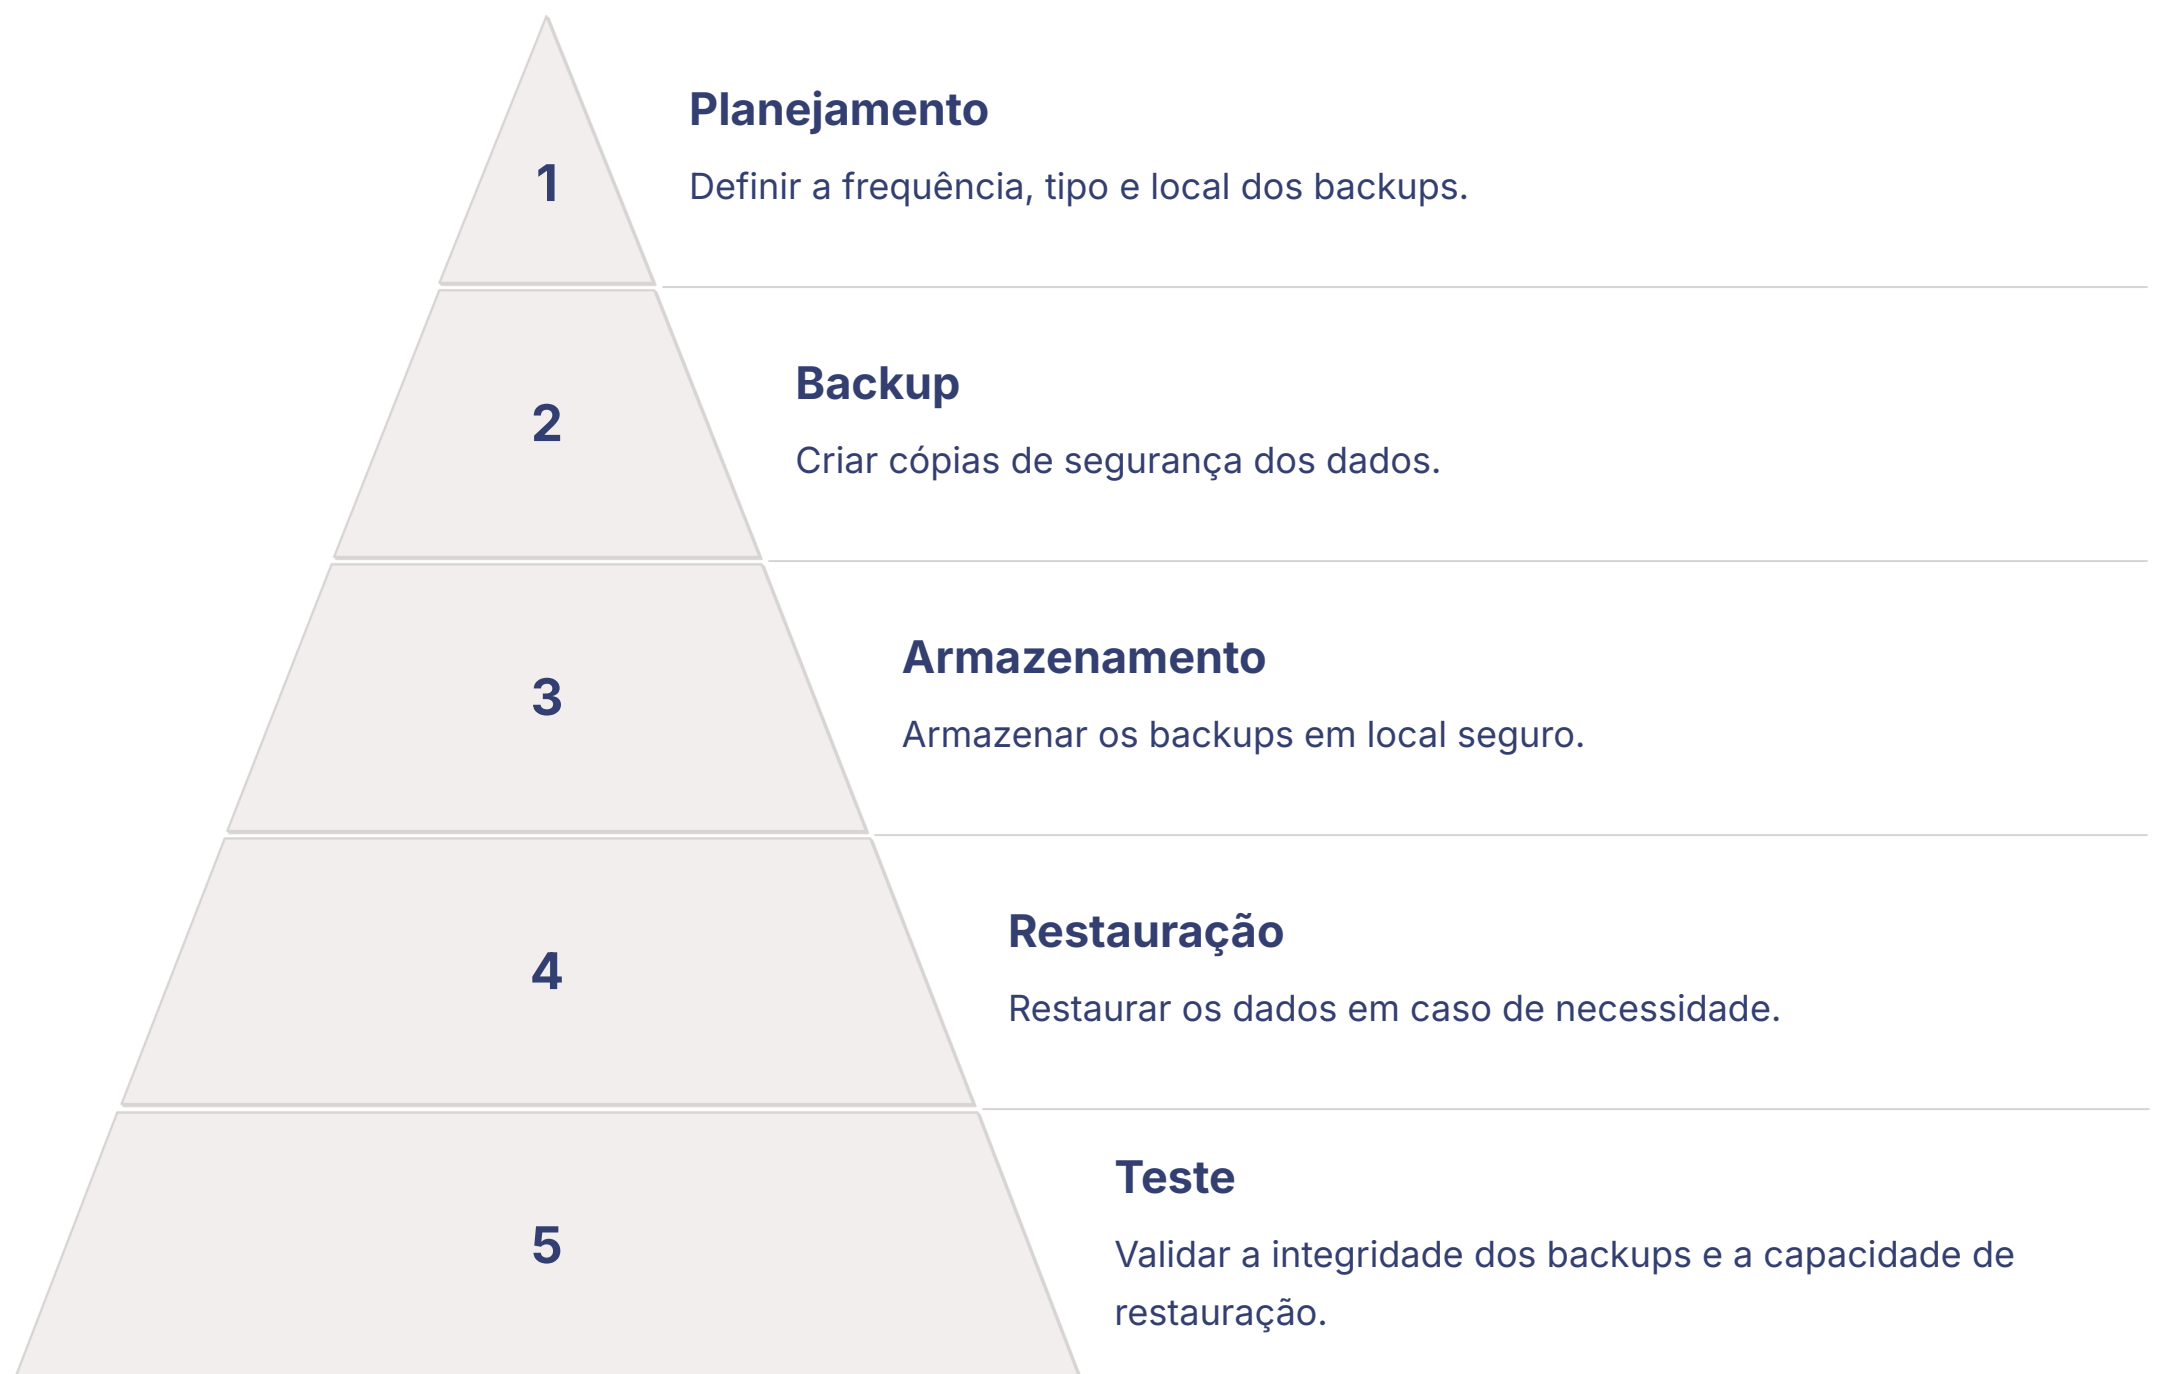 1
Planejamento
Definir a frequência, tipo e local dos backups.
2
Backup
Criar cópias de segurança dos dados.
3
Armazenamento
Armazenar os backups em local seguro.
4
Restauração
Restaurar os dados em caso de necessidade.
5
Teste
Validar a integridade dos backups e a capacidade de
restauração.